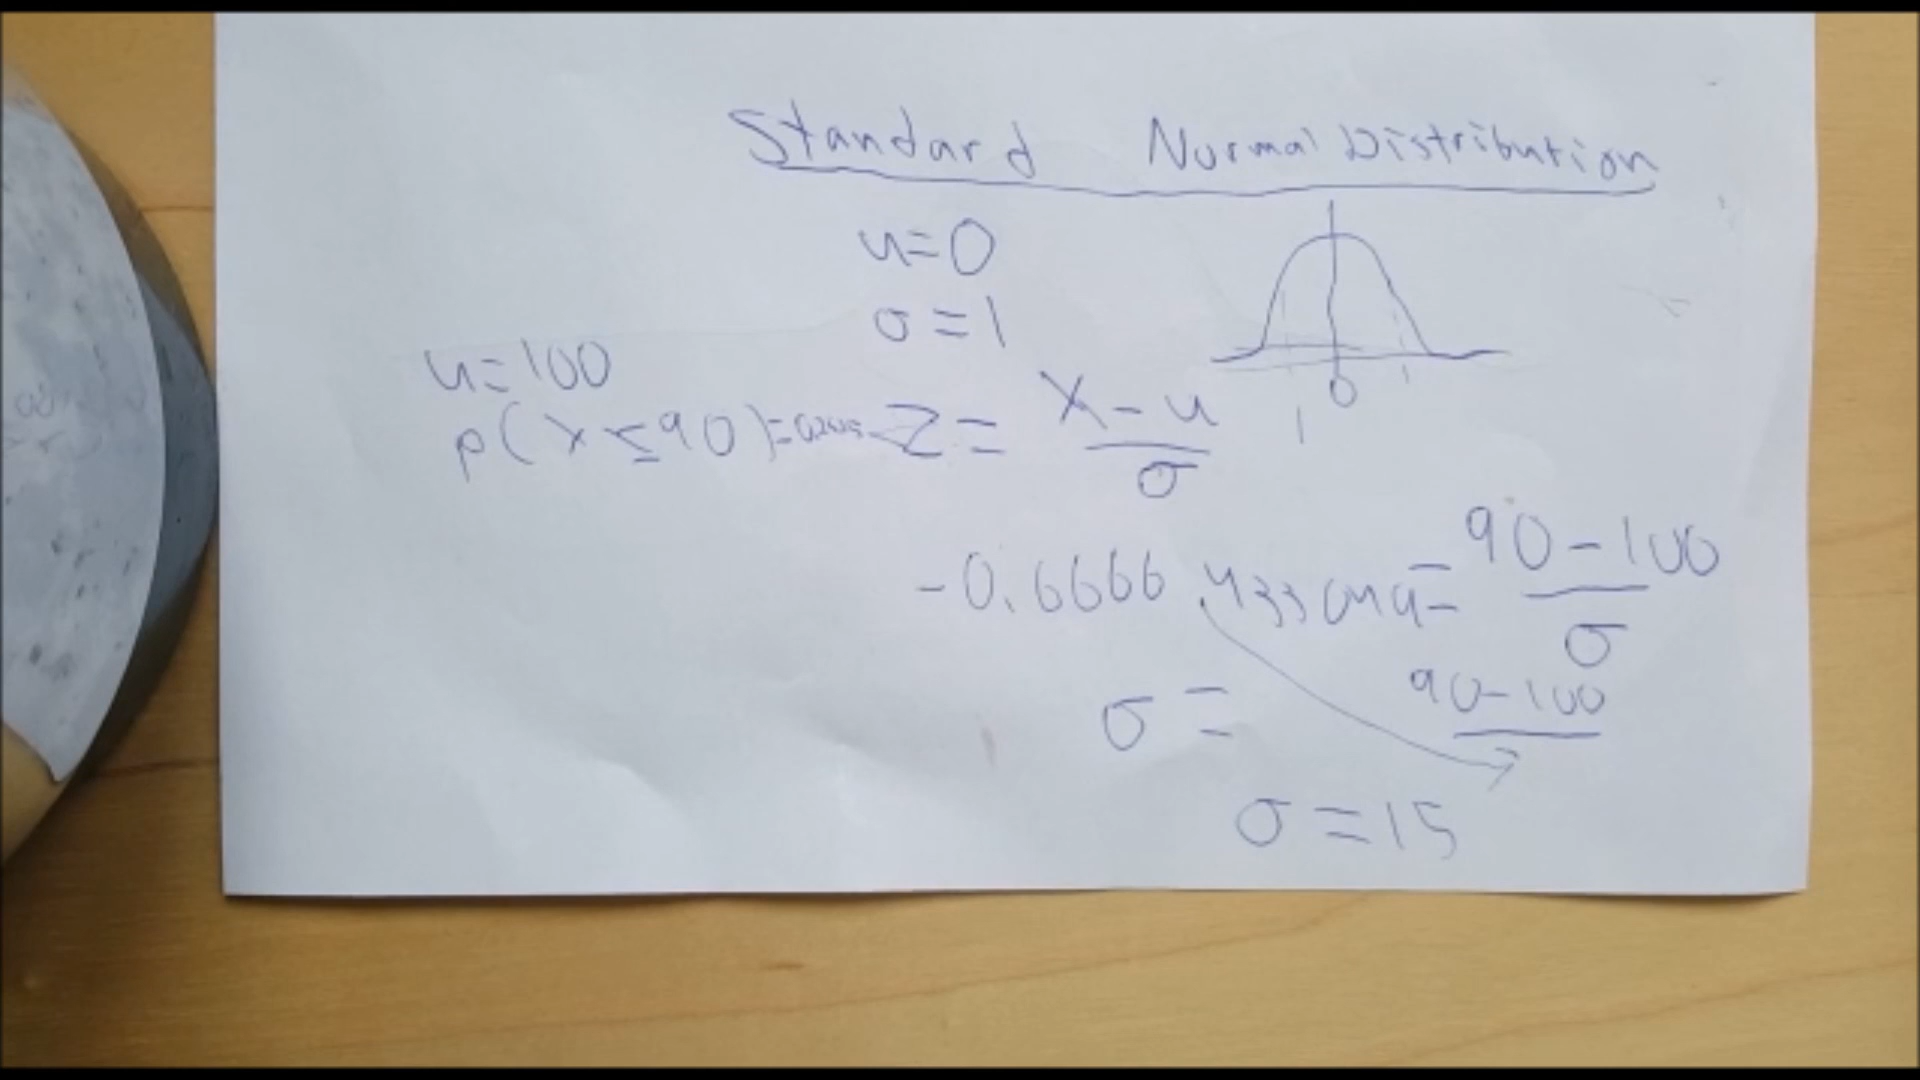 Standard Normal Distribution
u=0
σ=1
0
1
u=100
p(x≤90)=
Z = x-u / σ
-0.6666 = 90-100 / σ
σ = 90-100
σ=15